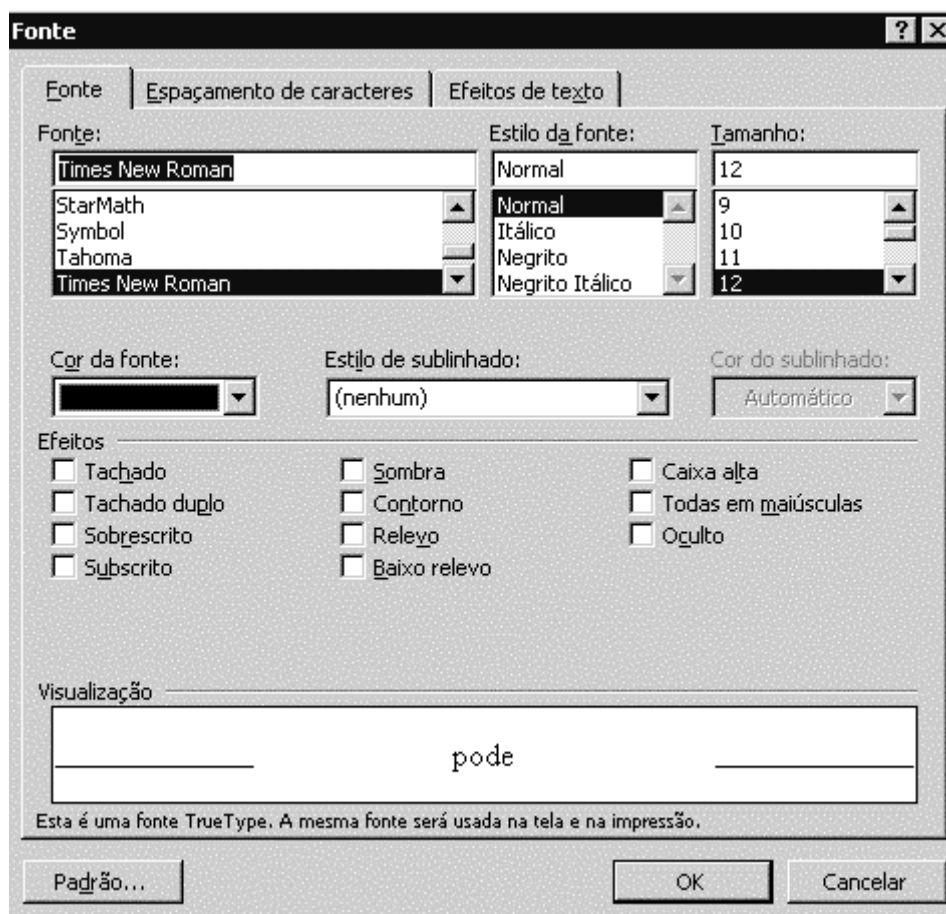 Fonte
Fonte Espaçamento de caracteres Efeitos de texto
Fonte: Estilo da fonte: Tamanho:
Times New Roman Normal 12
StarMath Normal 9
Symbol Itálico 10
Tahoma Negrito 11
Times New Roman Negrito Itálico 12
Cor da fonte: Estilo de sublinhado: Cor do sublinhado:
(nenhum) Automático
Efeitos
Tachado Sombra Caixa alta
Tachado duplo Contorno Todas em maiúsculas
Sobrescrito Relevo Oculto
Subscrito Baixo relevo
Visualização
pode
Esta é uma fonte TrueType. A mesma fonte será usada na tela e na impressão.
Padrão... OK Cancelar